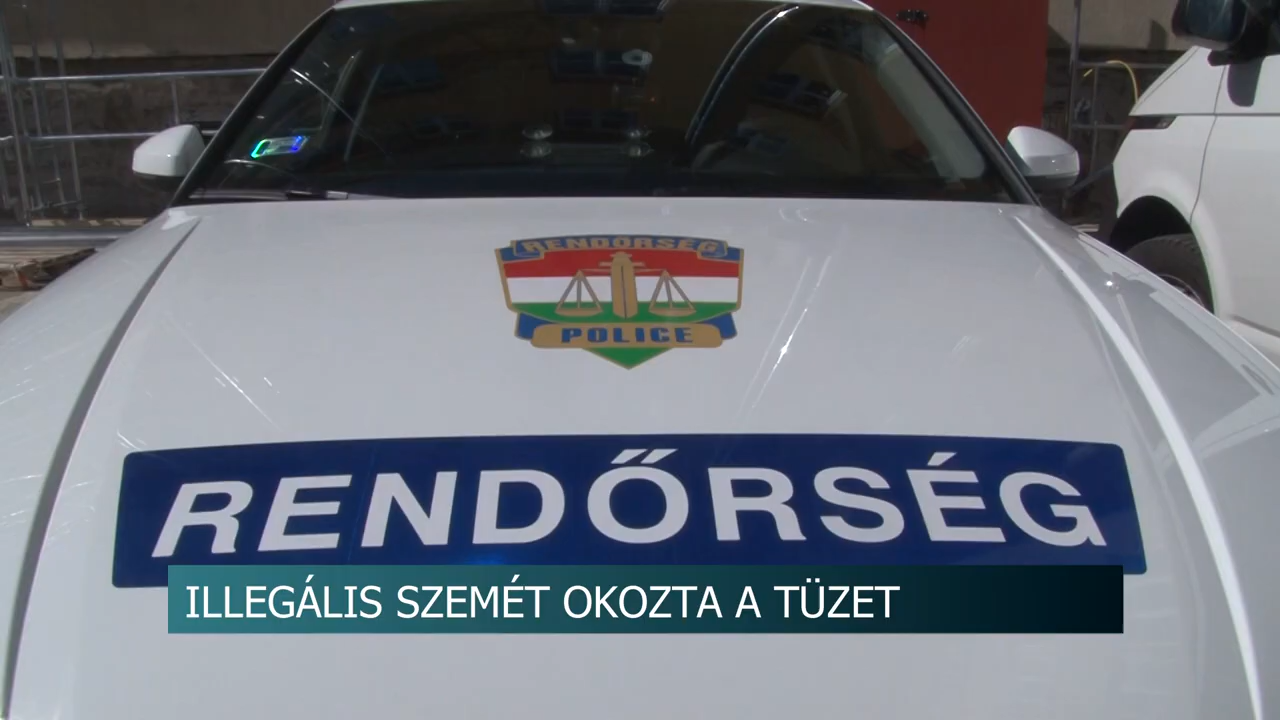 RENDŐRSÉG
POLICE
RENDŐRSÉG
ILLEGÁLIS SZEMÉT OKOZTA A TÜZET